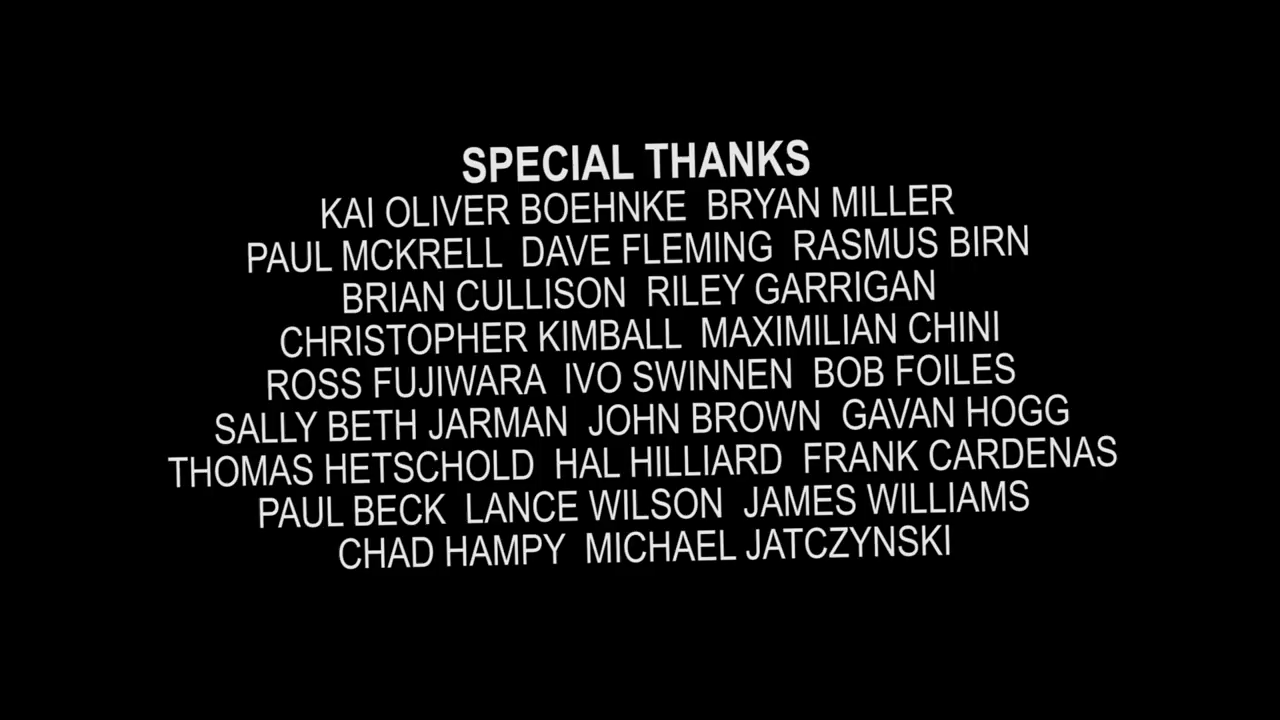 SPECIAL THANKS
KAI OLIVER BOEHNKE  BRYAN MILLER
PAUL MCKRELL  DAVE FLEMING  RASMUS BIRN
BRIAN CULLISON  RILEY GARRIGAN
CHRISTOPHER KIMBALL  MAXIMILIAN CHINI
ROSS FUJIWARA  IVO SWINNEN  BOB FOILES
SALLY BETH JARMAN  JOHN BROWN  GAVAN HOGG
THOMAS HETSCHOLD  HAL HILLIARD  FRANK CARDENAS
PAUL BECK  LANCE WILSON  JAMES WILLIAMS
CHAD HAMPY  MICHAEL JATCZYNSKI